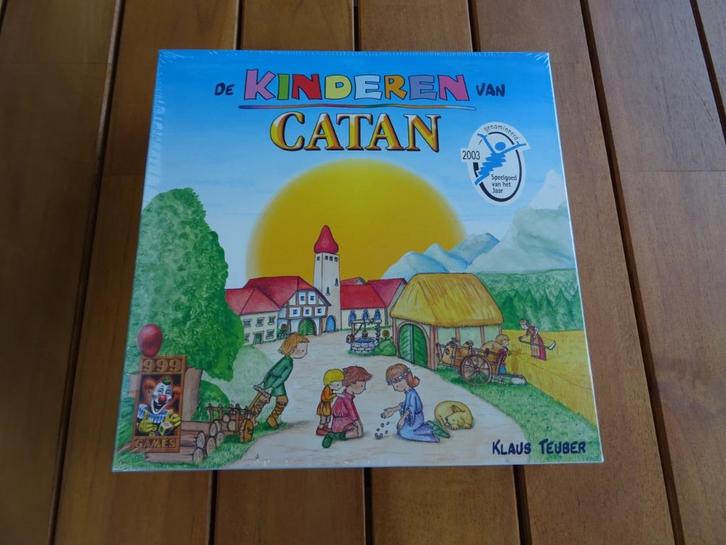 DE KINDEREN VAN
CATAN
genomineerd
2003
Speelgoed
van het
Jaar
999
GAMES
KLAUS TEUBER